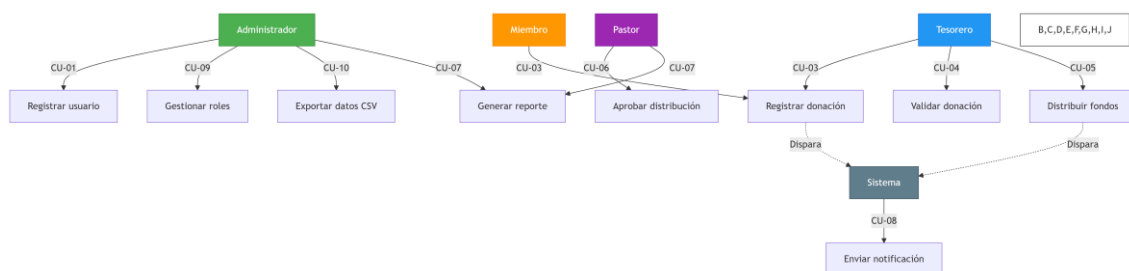 Administrador
Miembro
Pastor
Tesorero
B,C,D,E,F,G,H,I,J
CU-01
CU-09
CU-10
CU-07
CU-03
CU-06
CU-07
CU-03
CU-04
CU-05
Registrar usuario
Gestionar roles
Exportar datos CSV
Generar reporte
Aprobar distribución
Registrar donación
Validar donación
Distribuir fondos
Dispara
Dispara
Sistema
CU-08
Enviar notificación